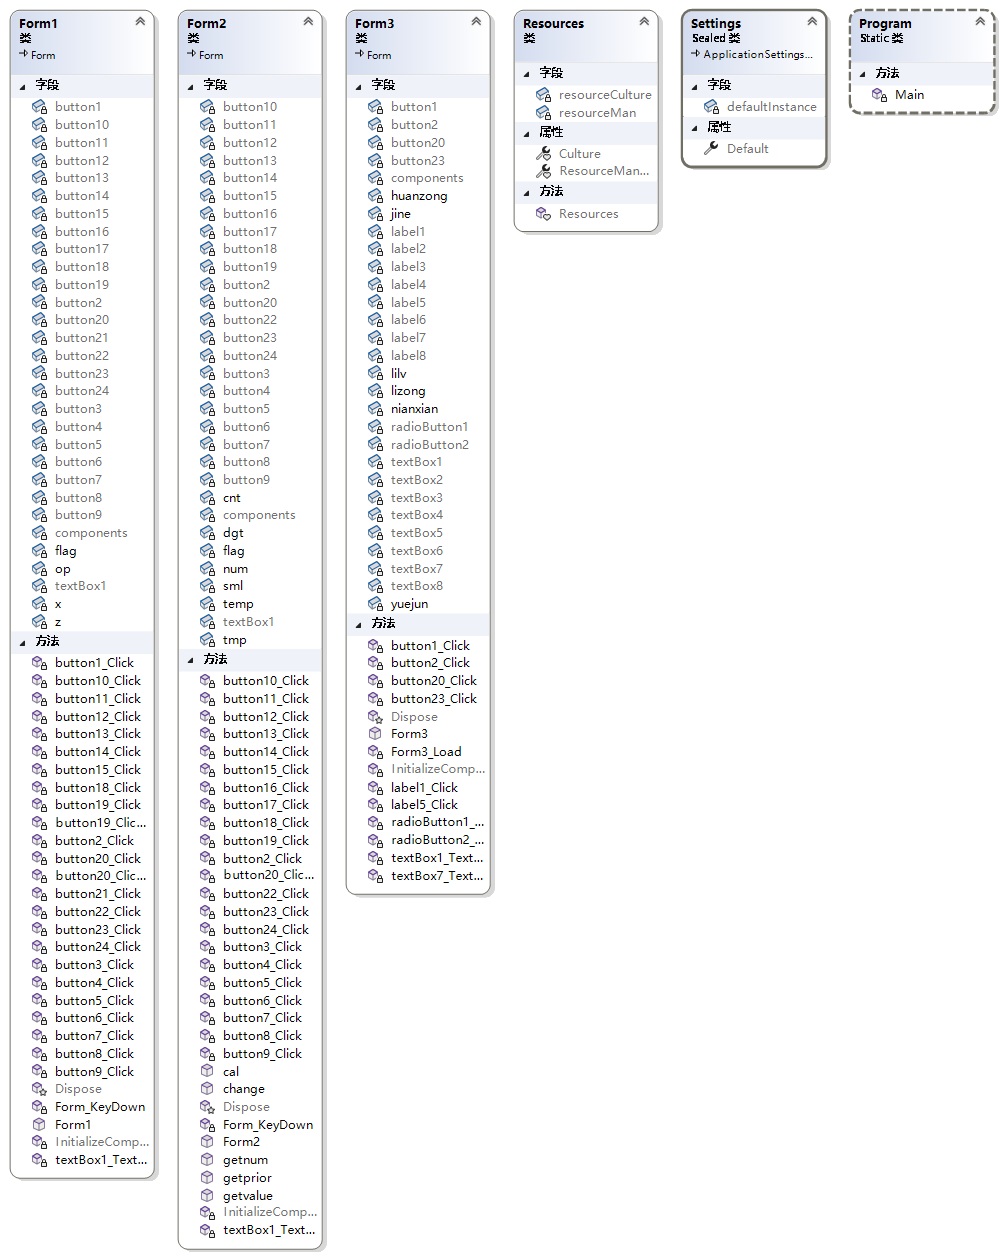 Form1
类
Form
字段
button1
button10
button11
button12
button13
button14
button15
button16
button17
button18
button19
button2
button20
button21
button22
button23
button24
button3
button4
button5
button6
button7
button8
button9
components
flag
op
textBox1
x
z
方法
button1_Click
button10_Click
button11_Click
button12_Click
button13_Click
button14_Click
button15_Click
button18_Click
button19_Click
button19_Clic...
button2_Click
button20_Click
button20_Clic...
button21_Click
button22_Click
button23_Click
button24_Click
button3_Click
button4_Click
button5_Click
button6_Click
button7_Click
button8_Click
button9_Click
Dispose
Form_KeyDown
Form1
InitializeComp...
textBox1_Text...
Form2
类
Form
字段
button10
button11
button12
button13
button14
button15
button16
button17
button18
button19
button2
button20
button22
button23
button24
button3
button4
button5
button6
button7
button8
button9
cnt
components
dgt
flag
num
sml
temp
textBox1
tmp
方法
button10_Click
button11_Click
button12_Click
button13_Click
button14_Click
button15_Click
button16_Click
button17_Click
button18_Click
button19_Click
button2_Click
button20_Clic...
button22_Click
button23_Click
button24_Click
button3_Click
button4_Click
button5_Click
button6_Click
button7_Click
button8_Click
button9_Click
cal
change
Dispose
Form_KeyDown
Form2
getnum
getprior
getvalue
InitializeComp...
textBox1_Text...
Form3
类
Form
字段
button1
button2
button20
button23
components
huanzong
jine
label1
label2
label3
label4
label5
label6
label7
label8
lilv
lizong
nianxian
radioButton1
radioButton2
textBox1
textBox2
textBox3
textBox4
textBox5
textBox6
textBox7
textBox8
yuejun
方法
button1_Click
button2_Click
button20_Click
button23_Click
Dispose
Form3
Form3_Load
InitializeComp...
label1_Click
label5_Click
radioButton1_...
radioButton2_...
textBox1_Text...
textBox7_Text...
Resources
类
字段
resourceCulture
resourceMan
属性
Culture
ResourceMan...
方法
Resources
Settings
Sealed 类
ApplicationSettings...
字段
defaultInstance
属性
Default
Program
Static 类
方法
Main